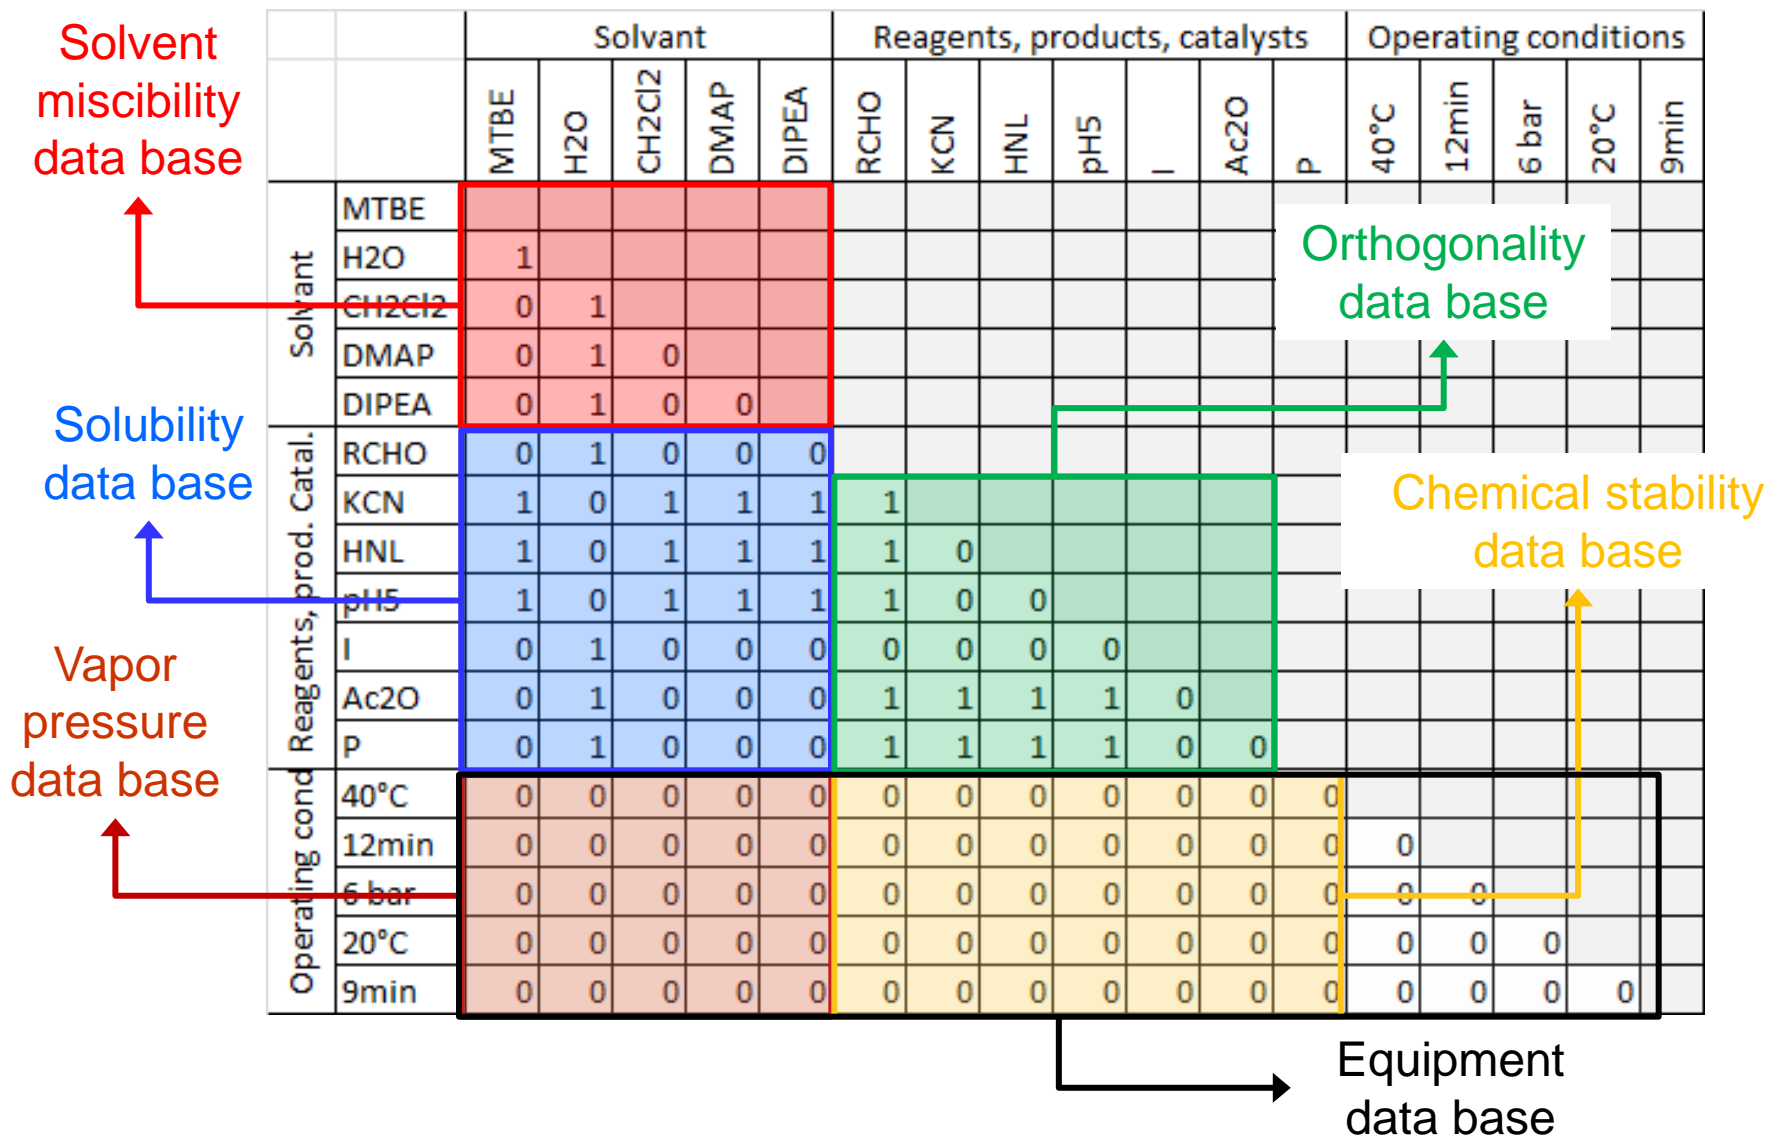 Solvent
miscibility
data base
Solubility
data base
Vapor
pressure
data base
Solvant Reagents, products, catalysts Operating conditions
MTBE H2O CH2Cl2 DMAP DIPEA RCHO KCN HNL pH5 I Ac2O P 40°C 12min 6 bar 20°C 9min
Solvant
MTBE
H2O 1
CH2Cl2 0 1
DMAP 0 1 0
DIPEA 0 1 0 0
Reagents, prod. Catal.
RCHO 0 1 0 0 0
KCN 1 0 1 1 1 1
HNL 1 0 1 1 1 1 0
pH5 1 0 1 1 1 1 0 0
I 0 1 0 0 0 0 0 0 0
Ac2O 0 1 0 0 0 1 1 1 1 0
P 0 1 0 0 0 1 1 1 1 0 0
Operating cond
40°C 0 0 0 0 0 0 0 0 0 0 0 0
12min 0 0 0 0 0 0 0 0 0 0 0 0 0
6 bar 0 0 0 0 0 0 0 0 0 0 0 0 0 0
20°C 0 0 0 0 0 0 0 0 0 0 0 0 0 0 0
9min 0 0 0 0 0 0 0 0 0 0 0 0 0 0 0 0
Orthogonality
data base
Chemical stability
data base
Equipment
data base